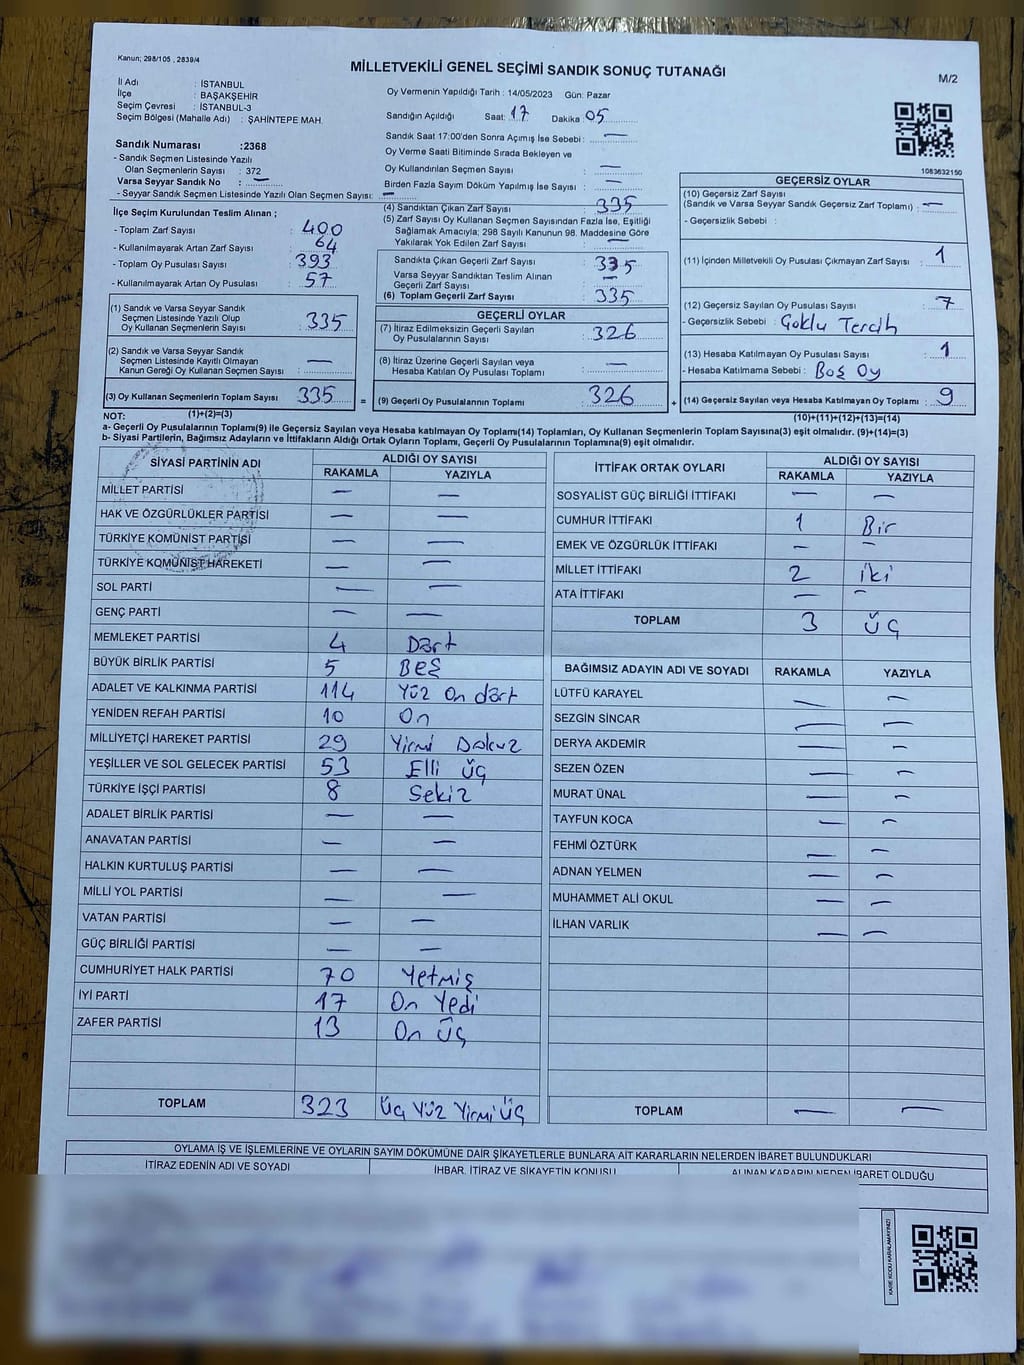 Kanun; 298/105 , 2839/4
MİLLETVEKİLİ GENEL SEÇİMİ SANDIK SONUÇ TUTANAĞI
M/2
İl Adı : İSTANBUL
İlçe : BAŞAKŞEHİR
Seçim Çevresi : İSTANBUL-3
Seçim Bölgesi (Mahalle Adı) : ŞAHİNTEPE MAH.
Oy Vermenin Yapıldığı Tarih : 14/05/2023 Gün: Pazar
Sandığın Açıldığı Saat: 17 Dakika 05
Sandık Saat 17:00'den Sonra Açımış İse Sebebi : —
Oy Verme Saati Bitiminde Sırada Bekleyen ve
Oy Kullandırılan Seçmen Sayısı : —
Birden Fazla Sayım Döküm Yapılmış İse Sayısı : —
1083632150
Sandık Numarası :2368
- Sandık Seçmen Listesinde Yazılı
Olan Seçmenlerin Sayısı : 372
Varsa Seyyar Sandık No : —
- Seyyar Sandık Seçmen Listesinde Yazılı Olan Seçmen Sayısı: —
İlçe Seçim Kurulundan Teslim Alınan ;
- Toplam Zarf Sayısı : 400
- Kullanılmayarak Artan Zarf Sayısı : 64
- Toplam Oy Pusulası Sayısı : 393
- Kullanılmayarak Artan Oy Pusulası : 57
(1) Sandık ve Varsa Seyyar Sandık
Seçmen Listesinde Yazılı Olup
Oy Kullanan Seçmenlerin Sayısı : 335
(2) Sandık ve Varsa Seyyar Sandık
Seçmen Listesinde Kayıtlı Olmayan
Kanun Gereği Oy Kullanan Seçmen Sayısı : —
(3) Oy Kullanan Seçmenlerin Toplam Sayısı 335 =
(1)+(2)=(3)
(4) Sandıktan Çıkan Zarf Sayısı : 335
(5) Zarf Sayısı Oy Kullanan Seçmen Sayısından Fazla İse, Eşitliği
Sağlamak Amacıyla; 298 Sayılı Kanunun 98. Maddesine Göre
Yakılarak Yok Edilen Zarf Sayısı : —
Sandıkta Çıkan Geçerli Zarf Sayısı : 335
Varsa Seyyar Sandıktan Teslim Alınan
Geçerli Zarf Sayısı : —
(6) Toplam Geçerli Zarf Sayısı : 335
GEÇERLİ OYLAR
(7) İtiraz Edilmeksizin Geçerli Sayılan
Oy Pusulalarının Sayısı : 326
(8) İtiraz Üzerine Geçerli Sayılan veya
Hesaba Katılan Oy Pusulası Toplamı : —
(9) Geçerli Oy Pusulalarının Toplamı : 326 +
GEÇERSİZ OYLAR
(10) Geçersiz Zarf Sayısı
(Sandık ve Varsa Seyyar Sandık Geçersiz Zarf Toplamı) : —
- Geçersizlik Sebebi :
(11) İçinden Milletvekili Oy Pusulası Çıkmayan Zarf Sayısı : 1
(12) Geçersiz Sayılan Oy Pusulası Sayısı : 7
- Geçersizlik Sebebi : Çoklu Tercih
(13) Hesaba Katılmayan Oy Pusulası Sayısı : 1
- Hesaba Katılmama Sebebi : Boş Oy
(14) Geçersiz Sayılan veya Hesaba Katılmayan Oy Toplamı : 9
(10)+(11)+(12)+(13)=(14)
NOT:
a- Geçerli Oy Pusulalarının Toplamı(9) ile Geçersiz Sayılan veya Hesaba katılmayan Oy Toplamı(14) Toplamları, Oy Kullanan Seçmenlerin Toplam Sayısına(3) eşit olmalıdır. (9)+(14)=(3)
b- Siyasi Partilerin, Bağımsız Adayların ve İttifakların Aldığı Ortak Oyların Toplamı, Geçerli Oy Pusulalarının Toplamına(9) eşit olmalıdır.
SİYASİ PARTİNİN ADI ALDIĞI OY SAYISI
RAKAMLA YAZIYLA
MİLLET PARTİSİ — —
HAK VE ÖZGÜRLÜKLER PARTİSİ — —
TÜRKİYE KOMÜNİST PARTİSİ — —
TÜRKİYE KOMÜNİST HAREKETİ — —
SOL PARTİ — —
GENÇ PARTİ — —
MEMLEKET PARTİSİ 4 Dört
BÜYÜK BİRLİK PARTİSİ 5 Beş
ADALET VE KALKINMA PARTİSİ 114 Yüz On dört
YENİDEN REFAH PARTİSİ 10 On
MİLLİYETÇİ HAREKET PARTİSİ 29 Yirmi Dokuz
YEŞİLLER VE SOL GELECEK PARTİSİ 53 Elli üç
TÜRKİYE İŞÇİ PARTİSİ 8 Sekiz
ADALET BİRLİK PARTİSİ — —
ANAVATAN PARTİSİ — —
HALKIN KURTULUŞ PARTİSİ — —
MİLLİ YOL PARTİSİ — —
VATAN PARTİSİ — —
GÜÇ BİRLİĞİ PARTİSİ — —
CUMHURİYET HALK PARTİSİ 70 Yetmiş
İYİ PARTİ 17 On Yedi
ZAFER PARTİSİ 13 On üç
TOPLAM 323 Üç Yüz Yirmi Üç
İTTİFAK ORTAK OYLARI ALDIĞI OY SAYISI
RAKAMLA YAZIYLA
SOSYALİST GÜÇ BİRLİĞİ İTTİFAKI — —
CUMHUR İTTİFAKI 1 Bir
EMEK VE ÖZGÜRLÜK İTTİFAKI — —
MİLLET İTTİFAKI 2 İki
ATA İTTİFAKI — —
TOPLAM 3 ÜÇ
BAĞIMSIZ ADAYIN ADI VE SOYADI RAKAMLA YAZIYLA
LÜTFÜ KARAYEL — —
SEZGİN SİNCAR — —
DERYA AKDEMİR — —
SEZEN ÖZEN — —
MURAT ÜNAL — —
TAYFUN KOCA — —
FEHMİ ÖZTÜRK — —
ADNAN YELMEN — —
MUHAMMET ALİ OKUL — —
İLHAN VARLIK — —
TOPLAM — —
OYLAMA İŞ VE İŞLEMLERİNE VE OYLARIN SAYIM DÖKÜMÜNE DAİR ŞİKAYETLERLE BUNLARA AİT KARARLARIN NELERDEN İBARET BULUNDUKLARI
İTİRAZ EDENİN ADI VE SOYADI İHBAR, İTİRAZ VE ŞİKAYETİN KONUSU ALINAN KARARIN NEDEN İBARET OLDUĞU
KARE KODU KARALAMAYINIZ!